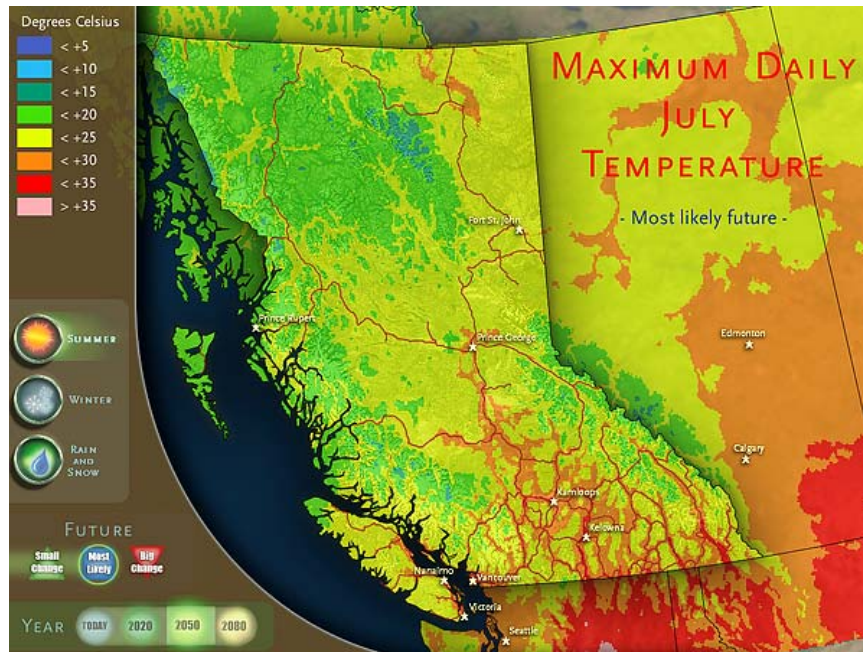 Degrees Celsius
< +5
< +10
< +15
< +20
< +25
< +30
< +35
> +35
MAXIMUM DAILY
JULY
TEMPERATURE
- Most likely future -
Fort St. John
Prince Rupert
Prince George
Edmonton
Calgary
Kamloops
Kelowna
Nanaimo
Vancouver
Victoria
Seattle
SUMMER
WINTER
RAIN
AND
SNOW
FUTURE
Small
Change
Most
Likely
Big
Change
YEAR
TODAY
2020
2050
2080